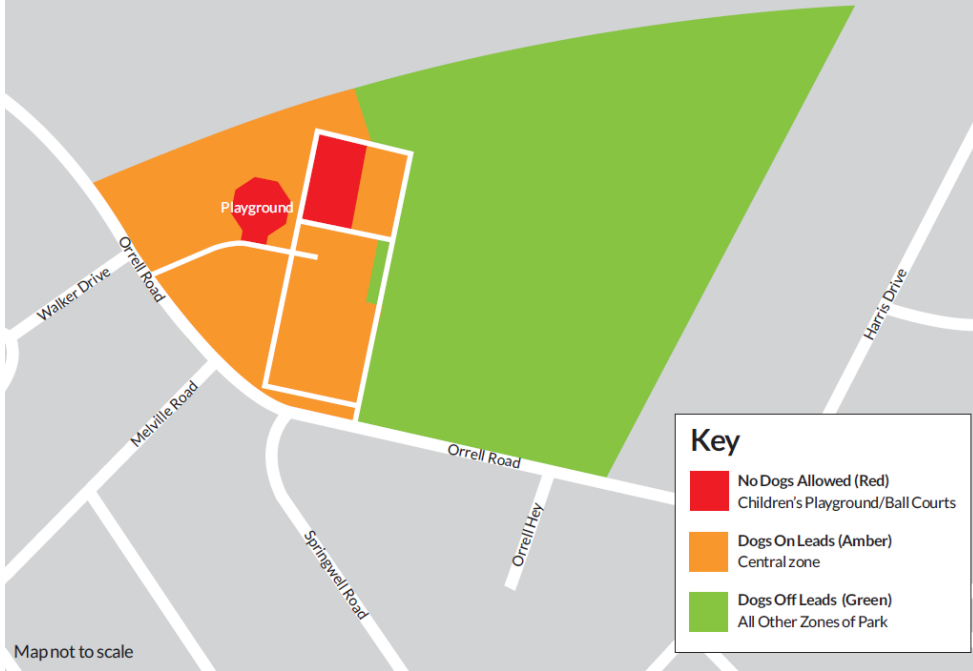 Playground
Orrell Road
Walker Drive
Harris Drive
Melville Road
Orrell Road
Orrell Hey
Springwell Road
Key
No Dogs Allowed (Red)
Children's Playground/Ball Courts
Dogs On Leads (Amber)
Central zone
Dogs Off Leads (Green)
All Other Zones of Park
Map not to scale